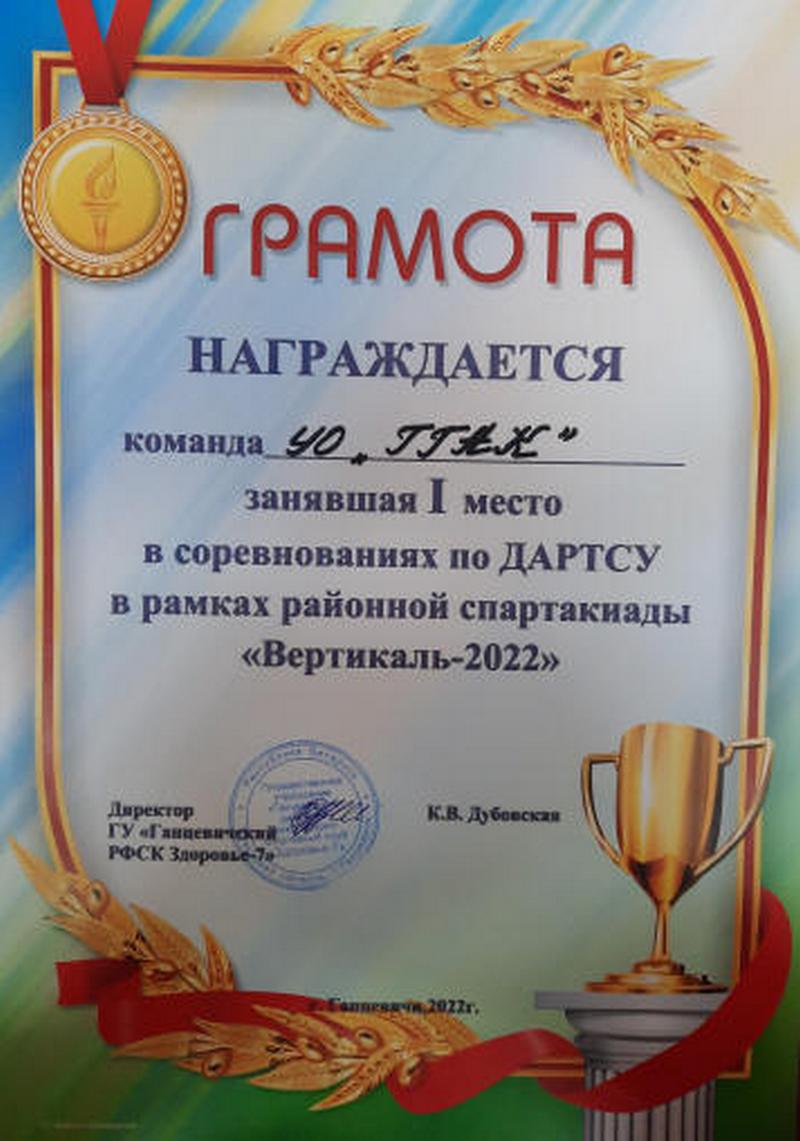 ГРАМОТА
НАГРАЖДАЕТСЯ
команда УО „ГГАК”
занявшая I место
в соревнованиях по ДАРТСУ
в рамках районной спартакиады
«Вертикаль-2022»
Директор
ГУ «Ганцевичский
РФСК Здоровье-7»
К.В. Дубовская
г. Ганцевичи, 2022г.